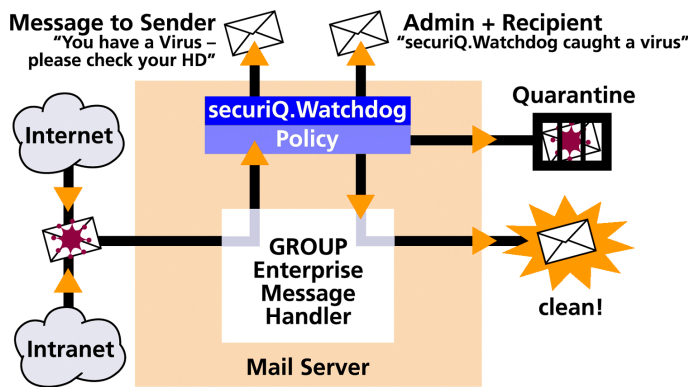 Message to Sender
"You have a Virus –
please check your HD"
Admin + Recipient
"securiQ.Watchdog caught a virus"
securiQ.Watchdog
Policy
Quarantine
Internet
GROUP
Enterprise
Message
Handler
clean!
Intranet
Mail Server